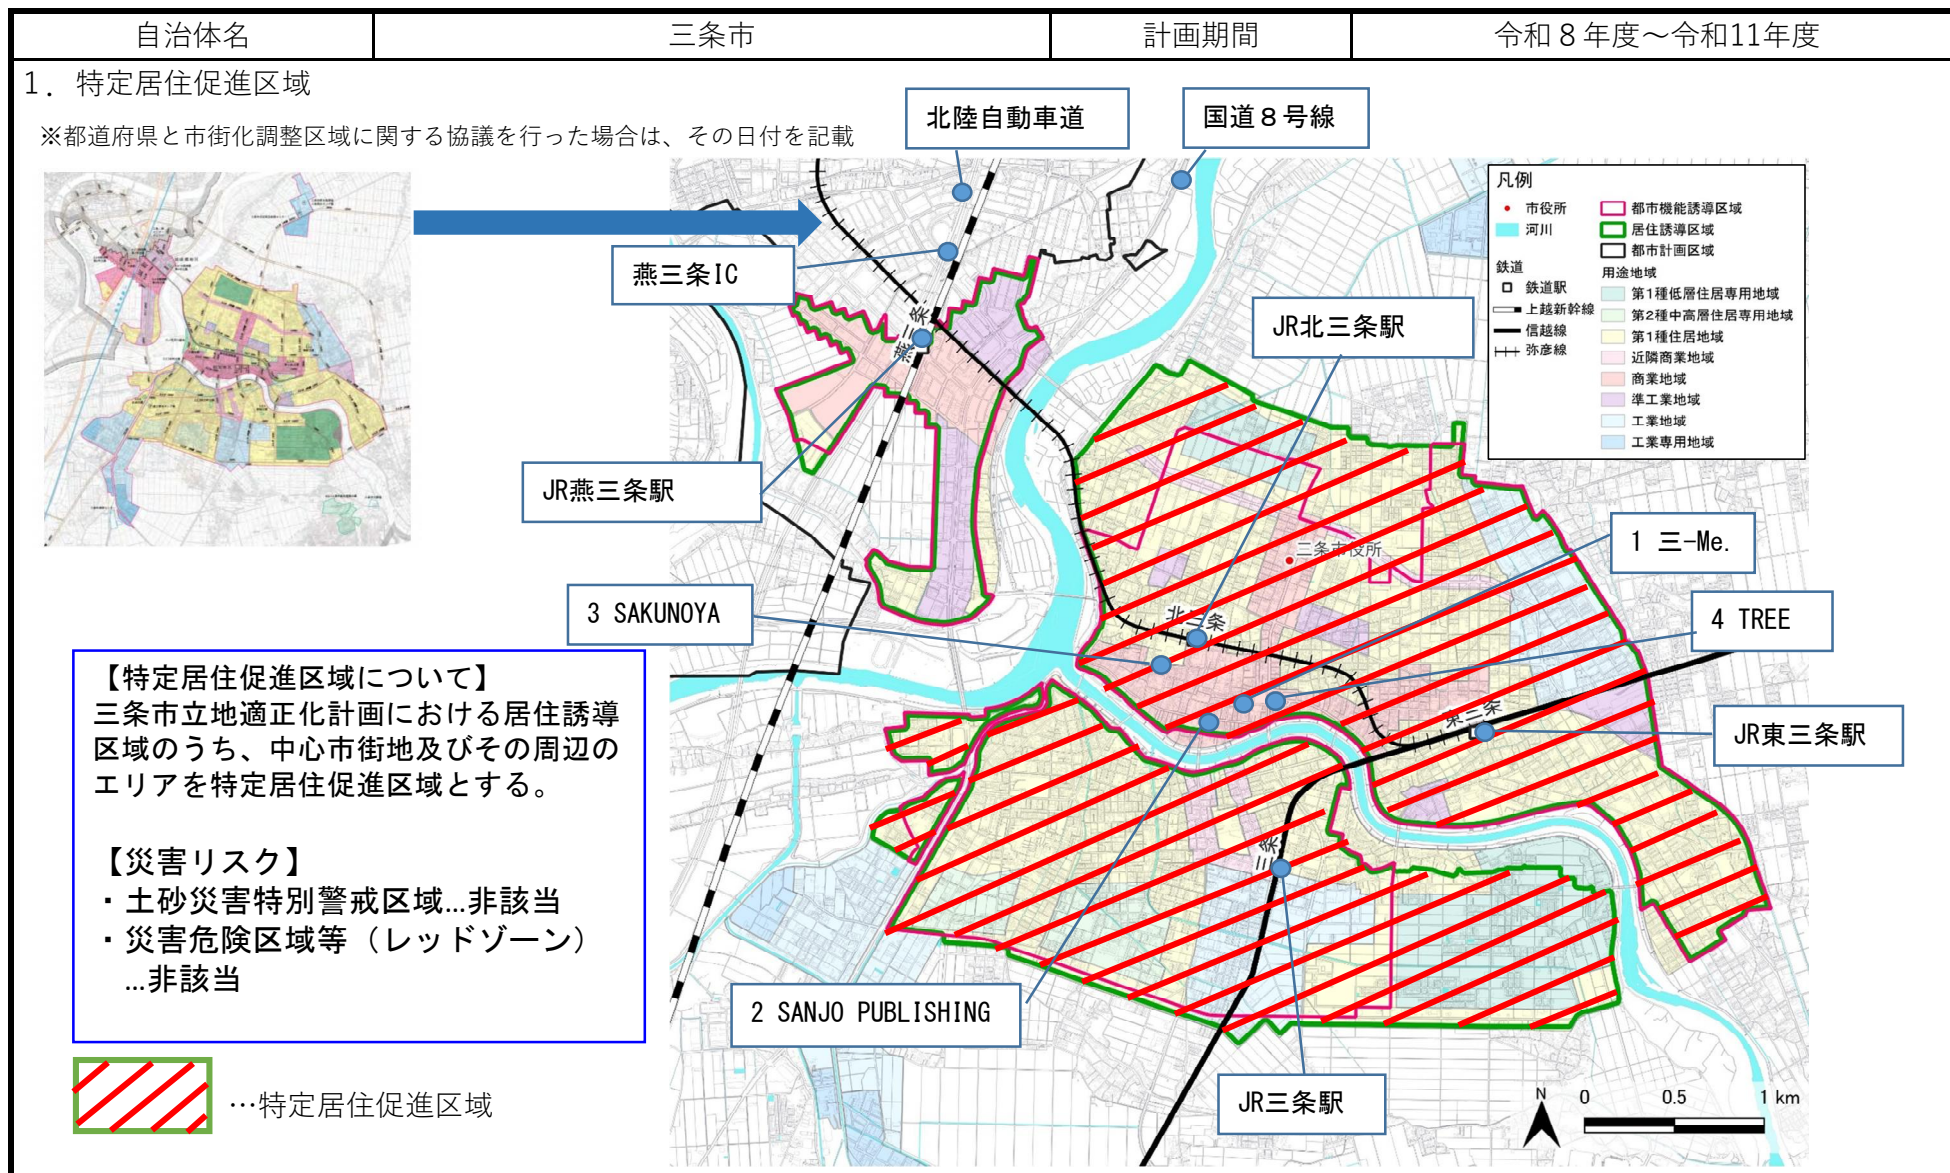 自治体名
三条市
計画期間
令和８年度～令和11年度
1．特定居住促進区域
※都道府県と市街化調整区域に関する協議を行った場合は、その日付を記載
北陸自動車道
国道８号線
燕三条IC
JR北三条駅
JR燕三条駅
1 三-Me.
3 SAKUNOYA
4 TREE
JR東三条駅
2 SANJO PUBLISHING
JR三条駅
燕三条
三条市役所
北三条
東三条
三条
凡例
市役所
河川
鉄道
鉄道駅
上越新幹線
信越線
弥彦線
都市機能誘導区域
居住誘導区域
都市計画区域
用途地域
第1種低層住居専用地域
第2種中高層住居専用地域
第1種住居地域
近隣商業地域
商業地域
準工業地域
工業地域
工業専用地域
【特定居住促進区域について】
三条市立地適正化計画における居住誘導
区域のうち、中心市街地及びその周辺の
エリアを特定居住促進区域とする。
【災害リスク】
・土砂災害特別警戒区域…非該当
・災害危険区域等（レッドゾーン）
…非該当
…特定居住促進区域
N
0 0.5 1 km